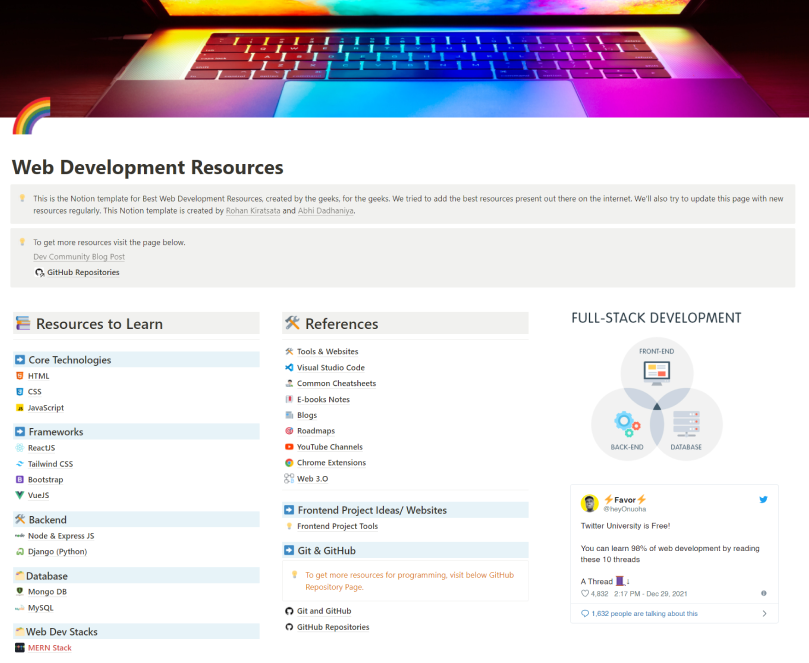 Web Development Resources
This is the Notion template for Best Web Development Resources, created by the geeks, for the geeks. We tried to add the best resources present out there on the internet. We'll also try to update this page with new
resources regularly. This Notion template is created by Rohan Kiratsata and Abhi Dadhaniya.
To get more resources visit the page below.
Dev Community Blog Post
GitHub Repositories
Resources to Learn
Core Technologies
HTML
CSS
JavaScript
Frameworks
ReactJS
Tailwind CSS
Bootstrap
VueJS
Backend
Node & Express JS
Django (Python)
Database
Mongo DB
MySQL
Web Dev Stacks
MERN Stack
References
Tools & Websites
Visual Studio Code
Common Cheatsheets
E-books Notes
Blogs
Roadmaps
YouTube Channels
Chrome Extensions
Web 3.O
Frontend Project Ideas/ Websites
Frontend Project Tools
Git & GitHub
To get more resources for programming, visit below GitHub
Repository Page.
Git and GitHub
GitHub Repositories
FULL-STACK DEVELOPMENT
FRONT-END
BACK-END
DATABASE
⚡Favor⚡
@heyOnuoha
Twitter University is Free!
You can learn 98% of web development by reading
these 10 threads
A Thread 🧵↓
4,832 2:17 PM - Dec 29, 2021
1,632 people are talking about this